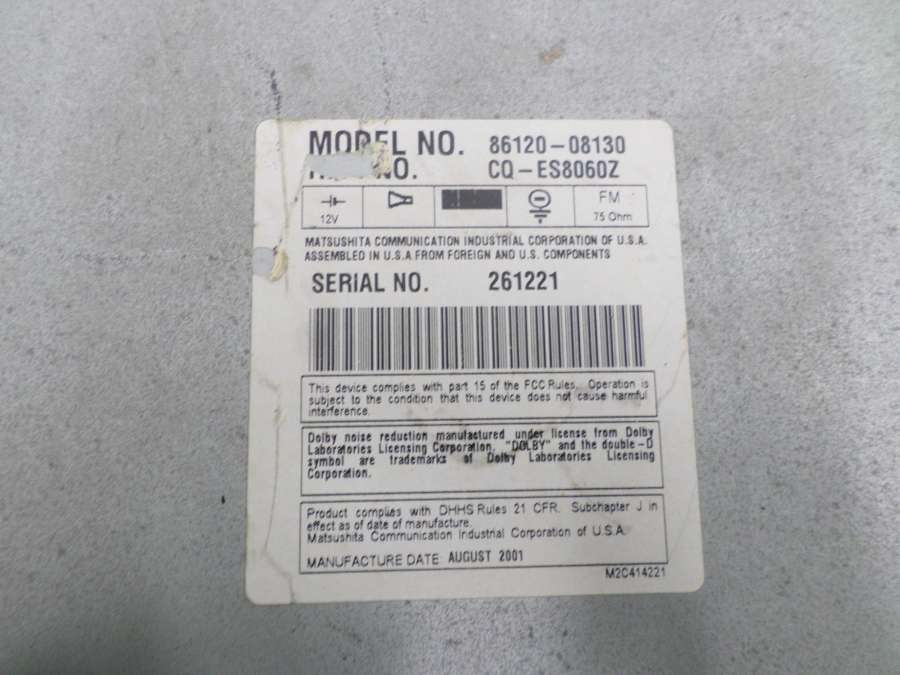 MODEL NO. 86120-08130
NO. CQ-ES8060Z
12V
FM
75 Ohm
MATSUSHITA COMMUNICATION INDUSTRIAL CORPORATION OF U.S.A.
ASSEMBLED IN U.S.A FROM FOREIGN AND U.S. COMPONENTS
SERIAL NO. 261221
This device complies with part 15 of the FCC Rules. Operation is
subject to the condition that this device does not cause harmful
interference.
Dolby noise reduction manufactured under license from Dolby
Laboratories Licensing Corporation. "DOLBY" and the double-D
symbol are trademarks of Dolby Laboratories Licensing
Corporation.
Product complies with DHHS Rules 21 CFR. Subchapter J in
effect as of date of manufacture.
Matsushita Communication Industrial Corporation of U.S.A.
MANUFACTURE DATE AUGUST 2001
M2C414221